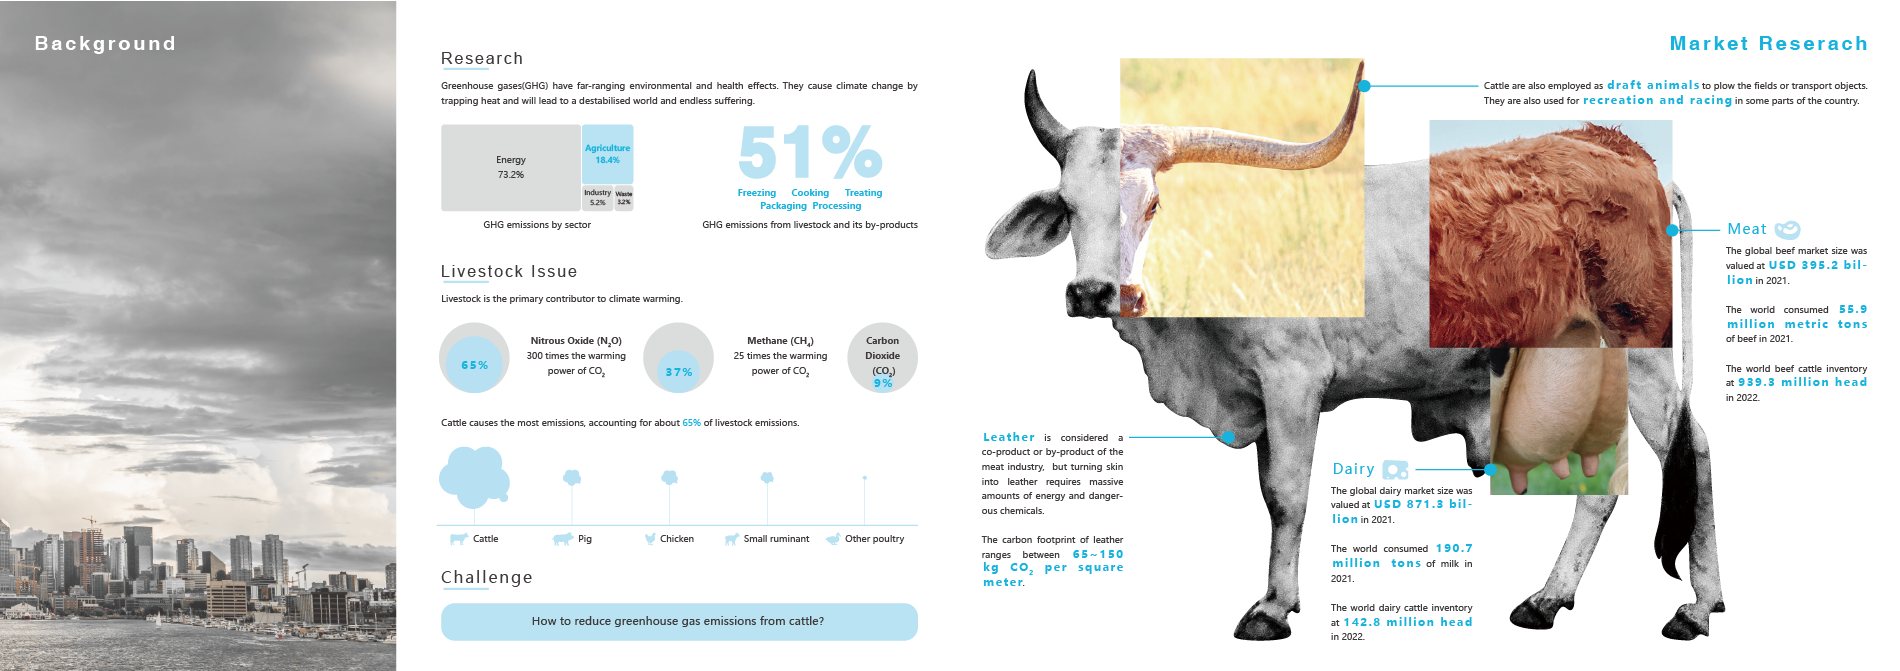 Background
Research
Greenhouse gases(GHG) have far-ranging environmental and health effects. They cause climate change by
trapping heat and will lead to a destabilised world and endless suffering.
Energy
73.2%
Agriculture
18.4%
Industry
5.2%
Waste
3.2%
GHG emissions by sector
51%
Freezing Cooking Treating
Packaging Processing
GHG emissions from livestock and its by-products
Livestock Issue
Livestock is the primary contributor to climate warming.
65%
Nitrous Oxide (N₂O)
300 times the warming
power of CO₂
37%
Methane (CH₄)
25 times the warming
power of CO₂
Carbon
Dioxide
(CO₂)
9%
Cattle causes the most emissions, accounting for about 65% of livestock emissions.
Cattle
Pig
Chicken
Small ruminant
Other poultry
Challenge
How to reduce greenhouse gas emissions from cattle?
Market Reserach
Cattle are also employed as draft animals to plow the fields or transport objects.
They are also used for recreation and racing in some parts of the country.
Meat
The global beef market size was
valued at USD 395.2 bil-
lion in 2021.
The world consumed 55.9
million metric tons
of beef in 2021.
The world beef cattle inventory
at 939.3 million head
in 2022.
Leather is considered a
co-product or by-product of the
meat industry, but turning skin
into leather requires massive
amounts of energy and danger-
ous chemicals.
The carbon footprint of leather
ranges between 65~150
kg CO₂ per square
meter.
Dairy
The global dairy market size was
valued at USD 871.3 bil-
lion in 2021.
The world consumed 190.7
million tons of milk in
2021.
The world dairy cattle inventory
at 142.8 million head
in 2022.